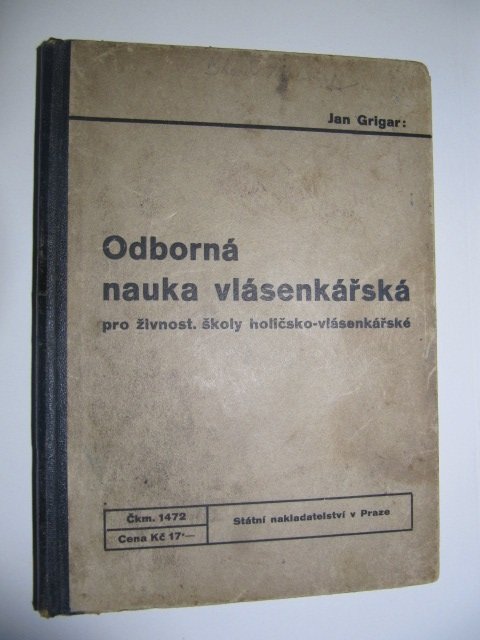 Jan Grigar:
Odborná
nauka vlásenkářská
pro živnost. školy holičsko-vlásenkářské
Čkm. 1472
Cena Kč 17·—
Státní nakladatelství v Praze